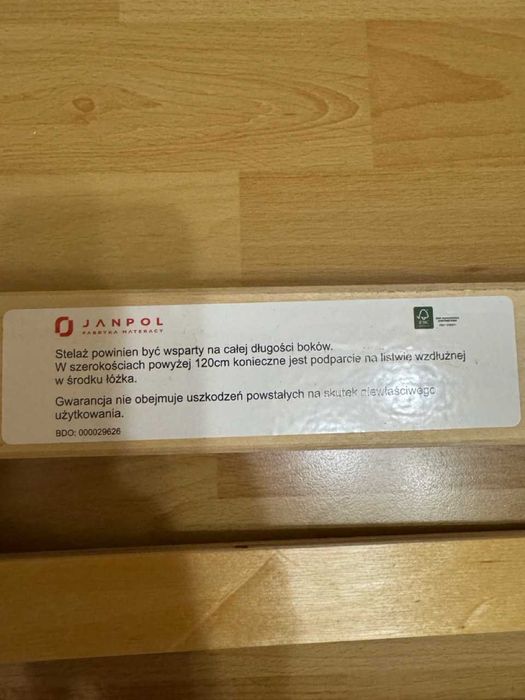 JANPOL
FABRYKA MATERACY
FSC
Stelaż powinien być wsparty na całej długości boków.
W szerokościach powyżej 120cm konieczne jest podparcie na listwie wzdłużnej
w środku łóżka.
Gwarancja nie obejmuje uszkodzeń powstałych na skutek niewłaściwego
użytkowania.
BDO: 000029626